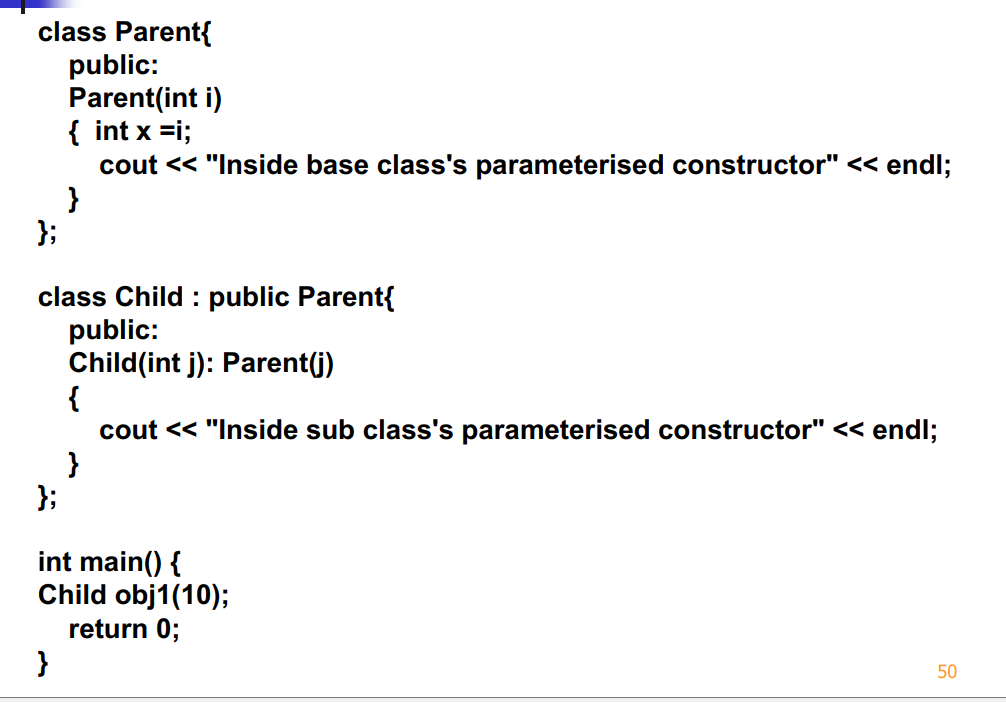 class Parent{
public:
Parent(int i)
{ int x =i;
cout << "Inside base class's parameterised constructor" << endl;
}
};
class Child : public Parent{
public:
Child(int j): Parent(j)
{
cout << "Inside sub class's parameterised constructor" << endl;
}
};
int main() {
Child obj1(10);
return 0;
}
50